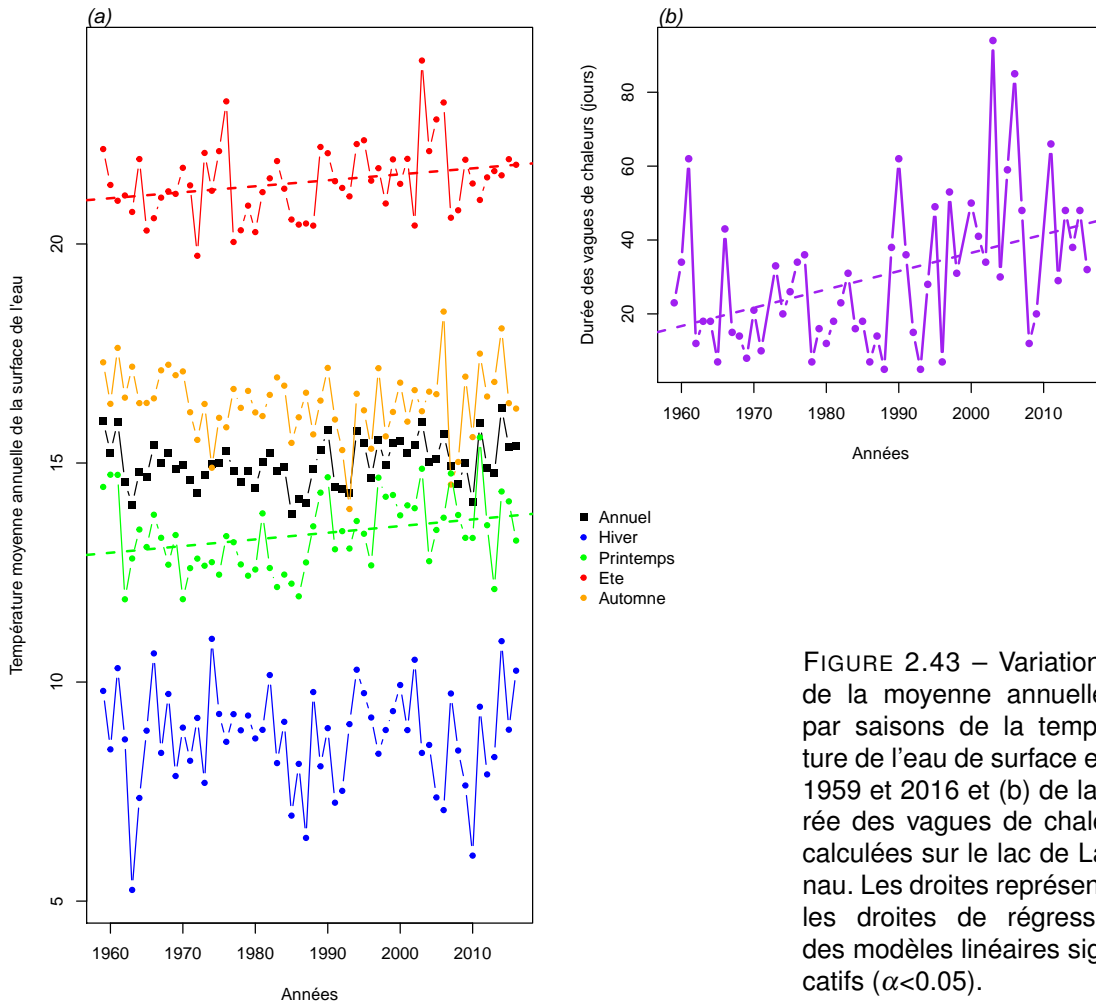 (a)
Température moyenne annuelle de la surface de l'eau
20
15
10
5
1960 1970 1980 1990 2000 2010
Années
(b)
Durée des vagues de chaleurs (jours)
80
60
40
20
1960 1970 1980 1990 2000 2010
Années
Annuel
Hiver
Printemps
Ete
Automne
FIGURE 2.43 – Variation
de la moyenne annuelle
par saisons de la temp
ture de l'eau de surface e
1959 et 2016 et (b) de la
rée des vagues de chal
calculées sur le lac de La
nau. Les droites représen
les droites de régress
des modèles linéaires sig
catifs (α<0.05).